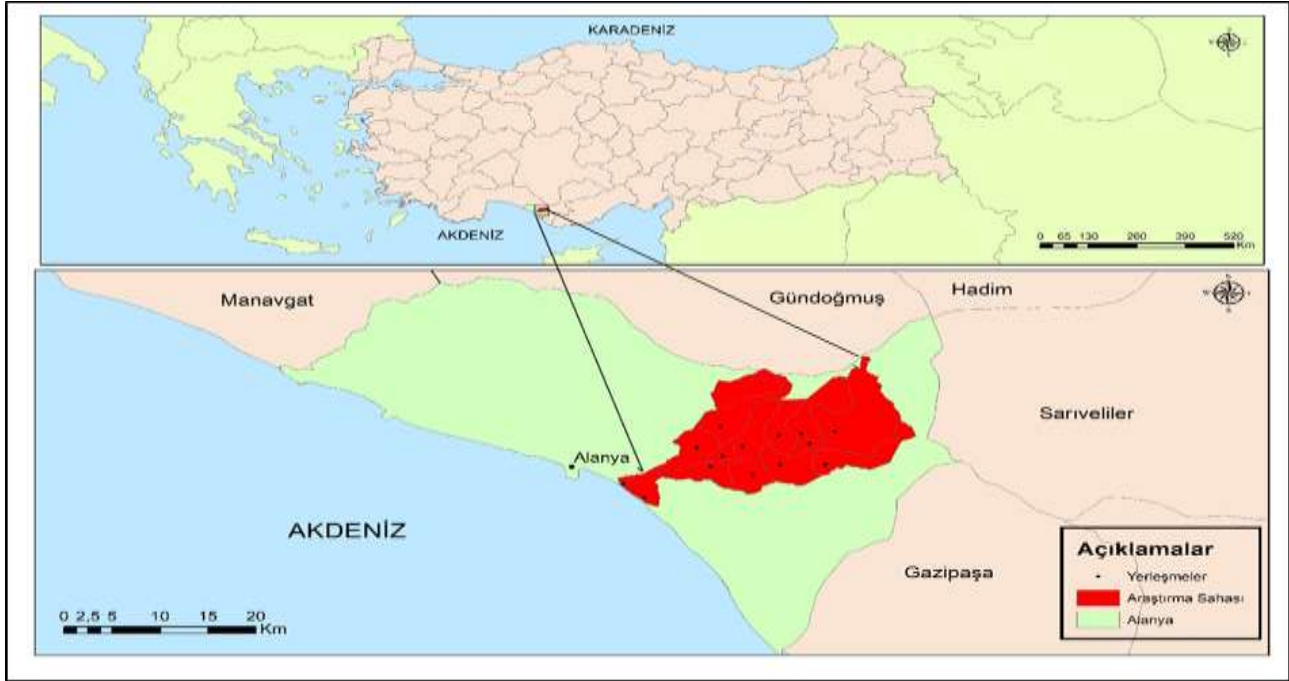 KARADENİZ
AKDENİZ
0 65 130 260 390 520
Km
Manavgat
Gündoğmuş
Hadim
Sarıveliler
Alanya
AKDENİZ
Gazipaşa
0 2,5 5 10 15 20
Km
Açıklamalar
Yerleşmeler
Araştırma Sahası
Alanya